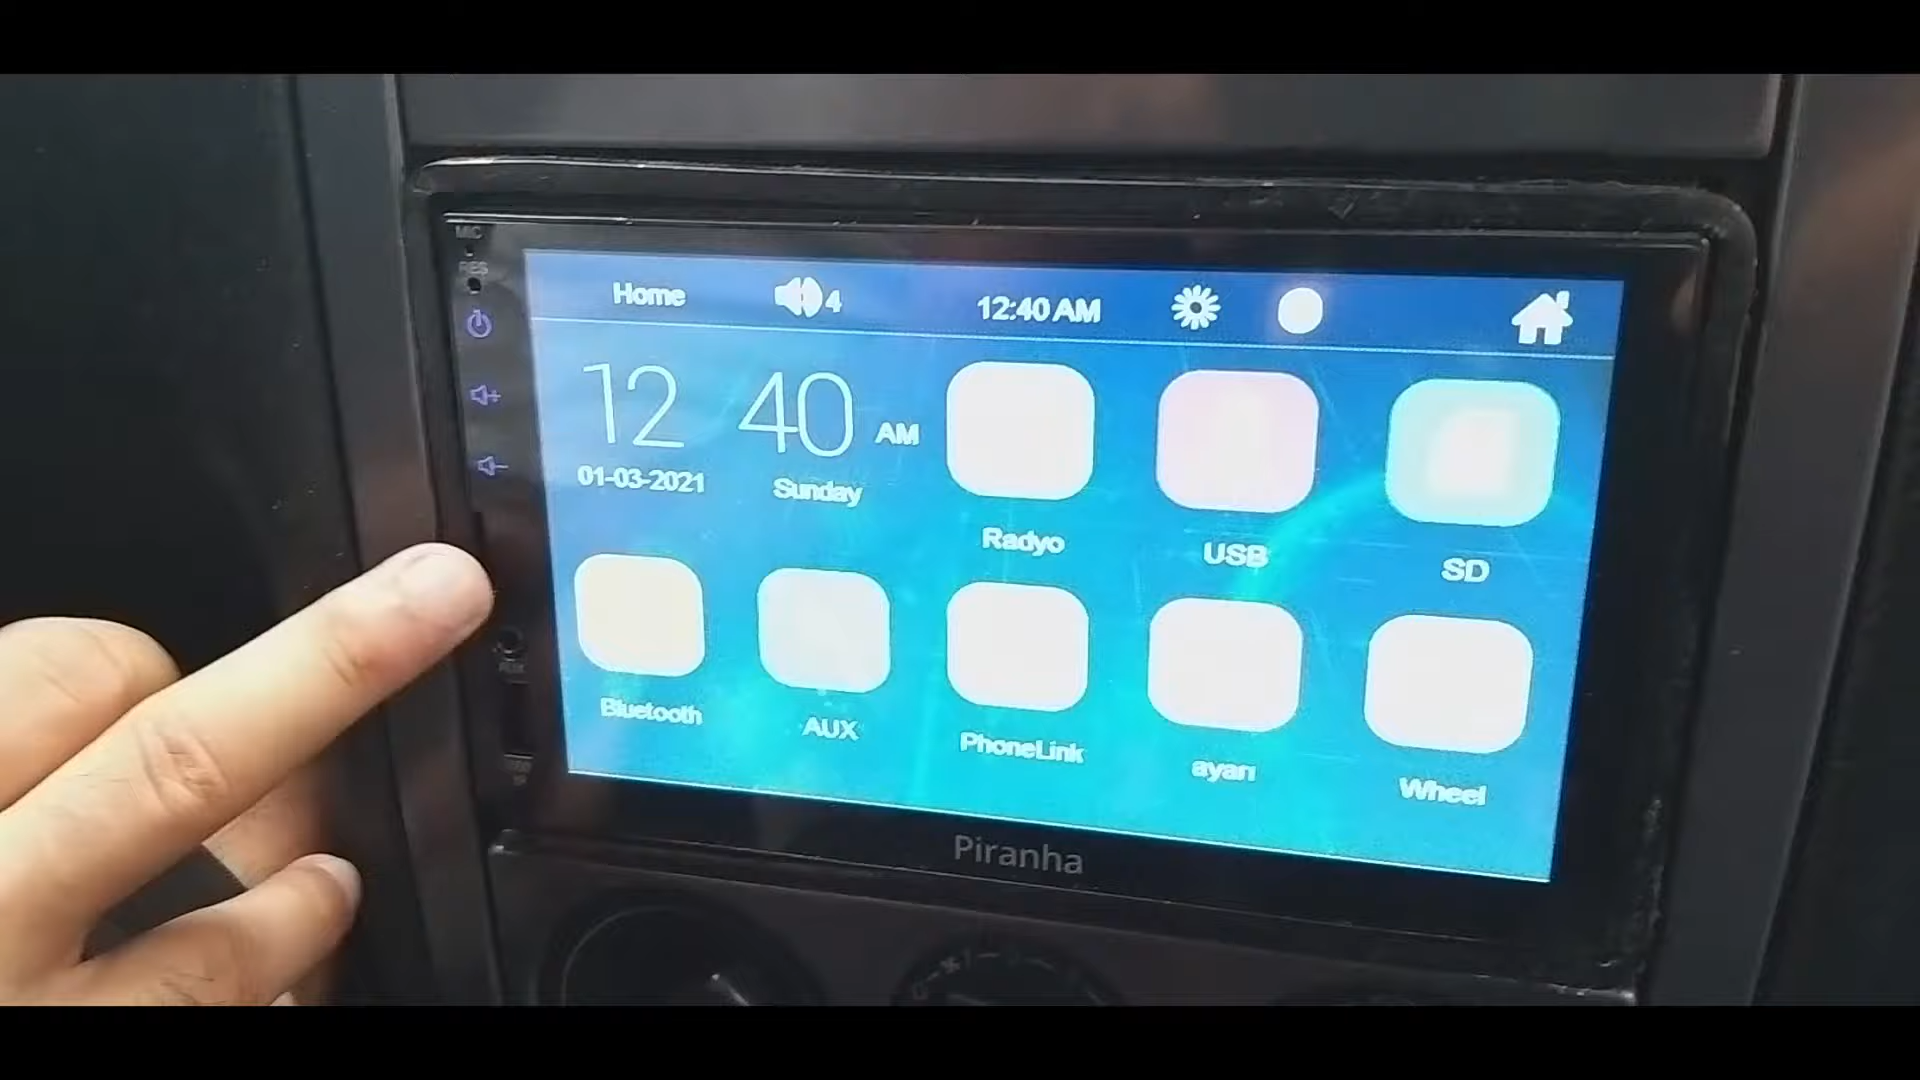 MIC
RES
Home
4
12:40 AM
12 40 AM
01-03-2021 Sunday
Radyo
USB
SD
Bluetooth
AUX
PhoneLink
ayarı
Wheel
AUX
Piranha